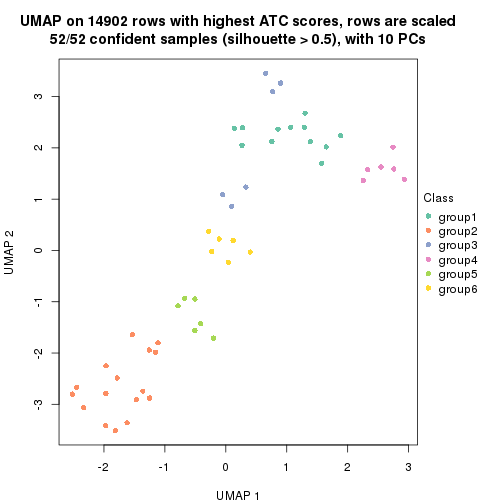 UMAP on 14902 rows with highest ATC scores, rows are scaled
52/52 confident samples (silhouette > 0.5), with 10 PCs
3
2
1
0
-1
-2
-3
UMAP 2
-2 -1 0 1 2 3
UMAP 1
Class
group1
group2
group3
group4
group5
group6